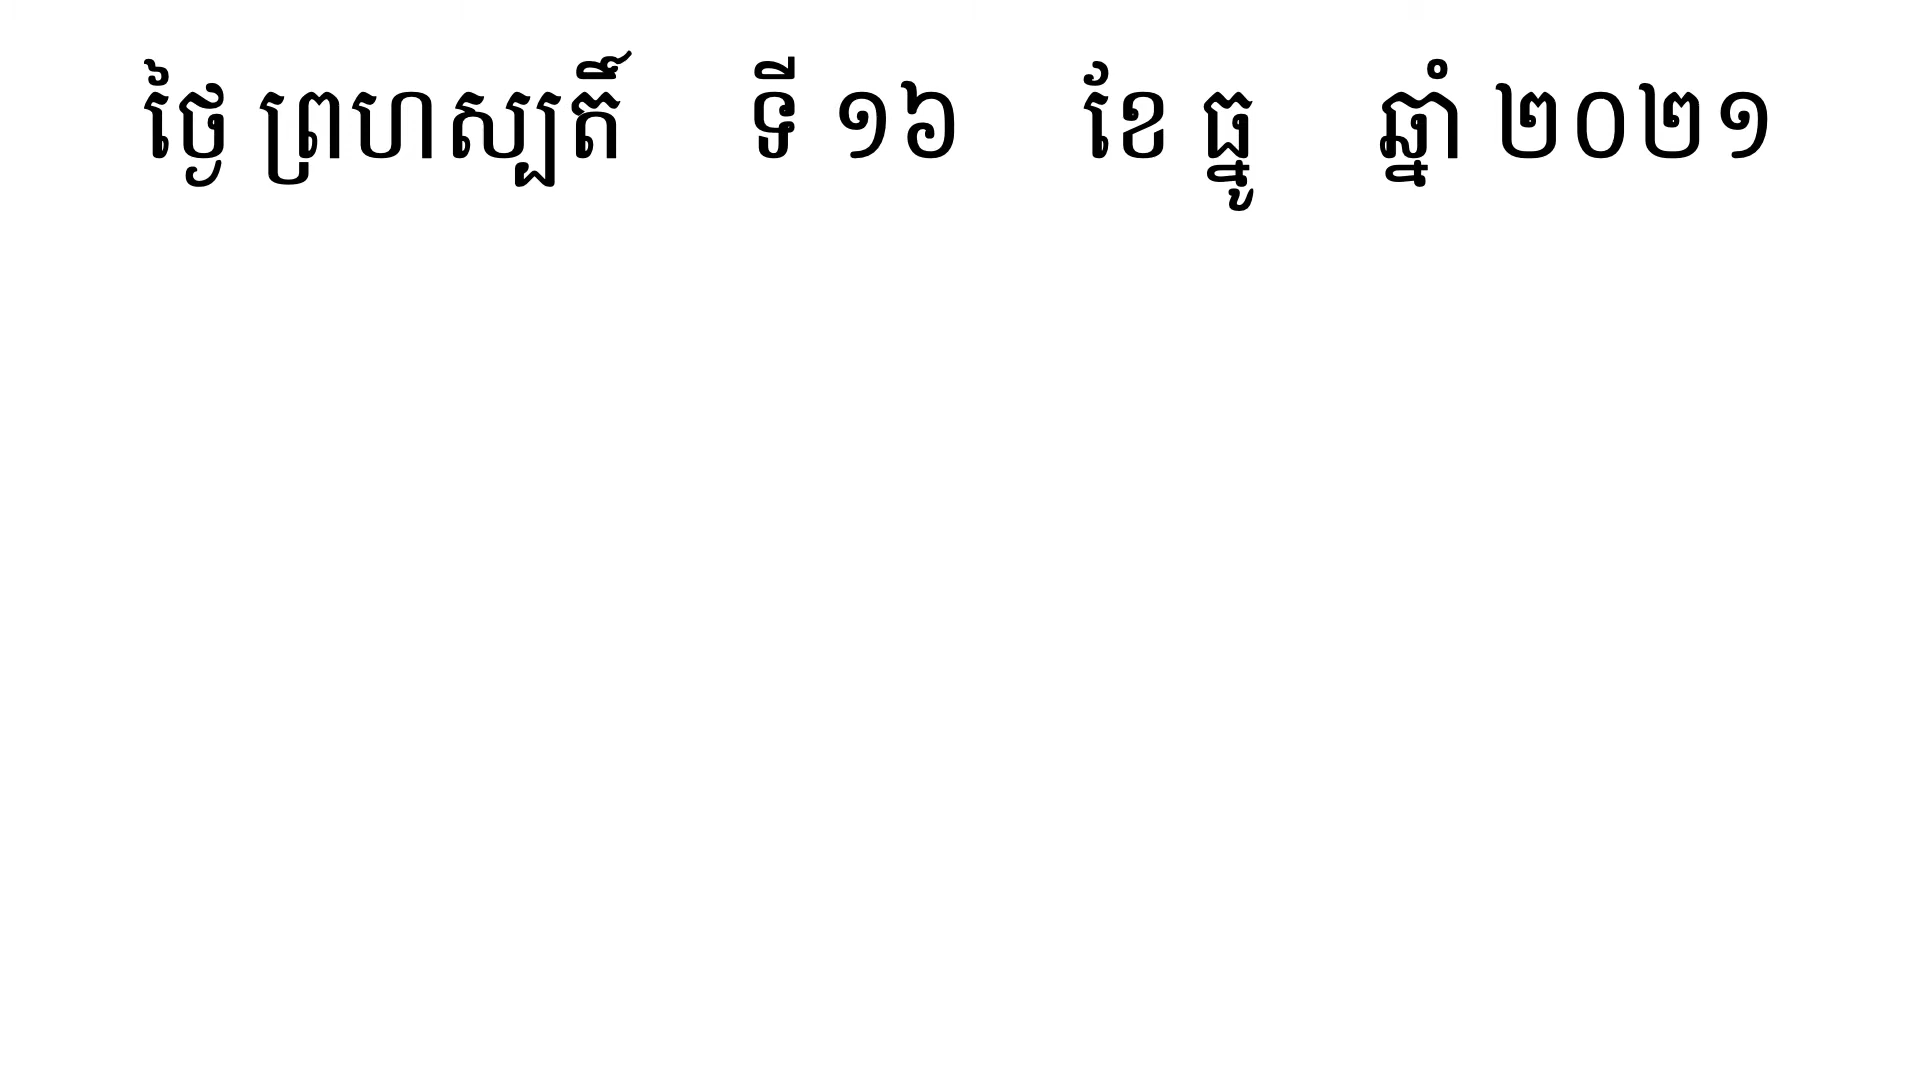 ថ្ងៃ ព្រហស្បតិ៍ ទី ១៦ ខែ ធ្នូ ឆ្នាំ ២០២១